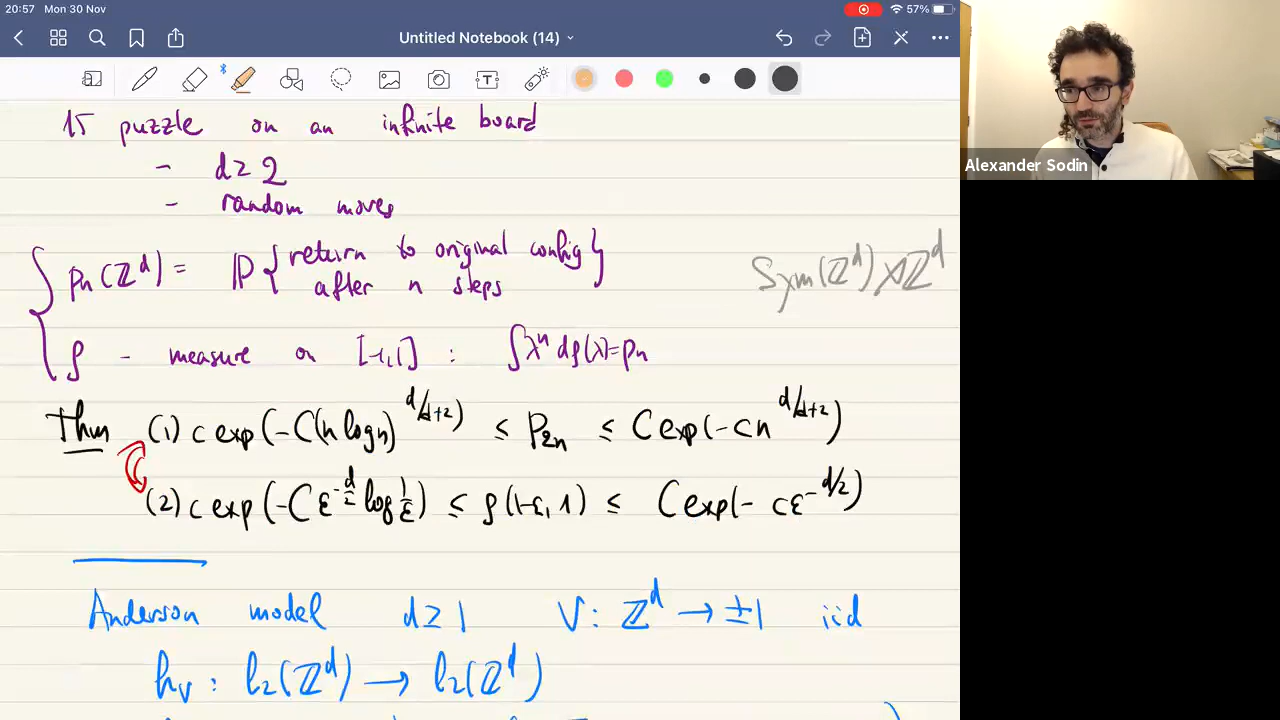 20:57 Mon 30 Nov
57%
Untitled Notebook (14)
15 puzzle on an infinite board
- d ≥ 2
- random moves
pn(ℤ^d) = ℙ{return to original config after n steps}
Sym(ℤ^d) ⋊ ℤ^d
ρ - measure on [-1,1] : ∫λ^n dρ(λ)=pn
Thm (1) c exp(-C(n log n)^{d/d+2}) ≤ P_{2n} ≤ C exp(-c n^{d/d+2})
(2) c exp(-C ε^{-d/2} log 1/ε) ≤ ρ(1-ε, 1) ≤ C exp(-c ε^{-d/2})
Anderson model d ≥ 1 V: ℤ^d → ±1 iid
h_V : l_2(ℤ^d) → l_2(ℤ^d)
Alexander Sodin